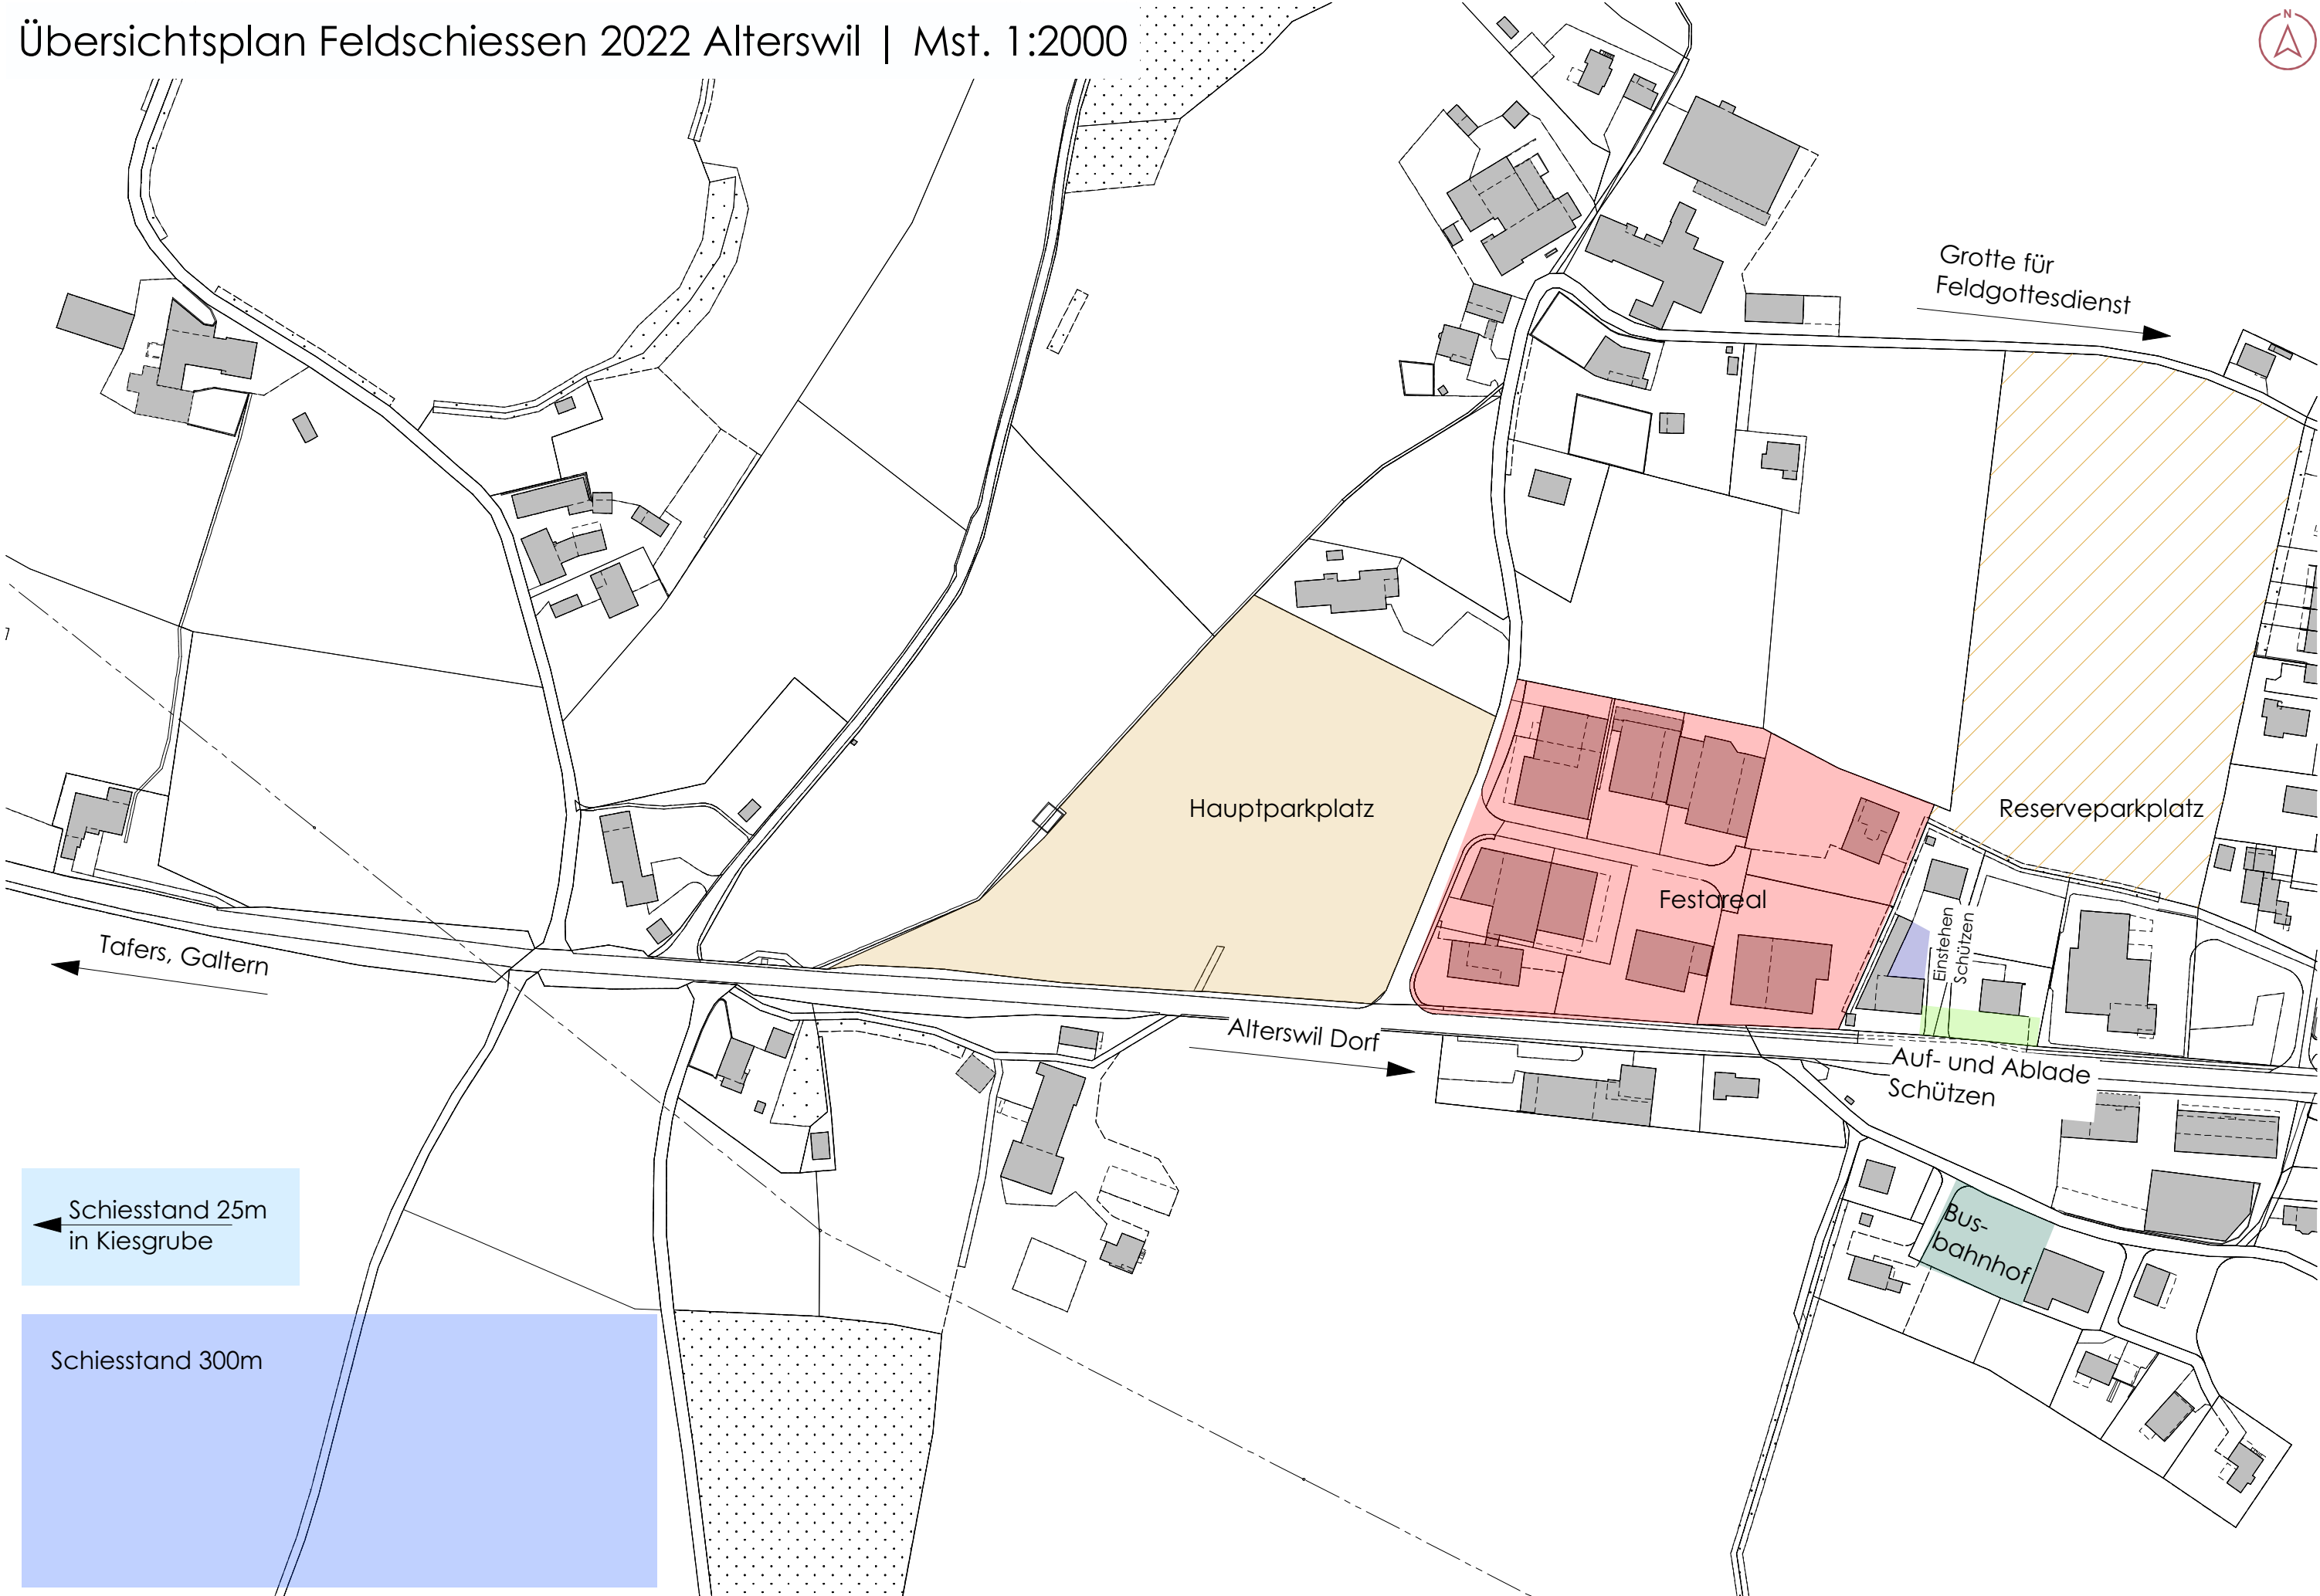 Übersichtsplan Feldschiessen 2022 Alterswil | Mst. 1:2000
N
Grotte für
Feldgottesdienst
Hauptparkplatz
Reserveparkplatz
Festareal
Einstehen
Schützen
Tafers, Galtern
Alterswil Dorf
Auf- und Ablade
Schützen
Schiesstand 25m
in Kiesgrube
Bus-
bahnhof
Schiesstand 300m